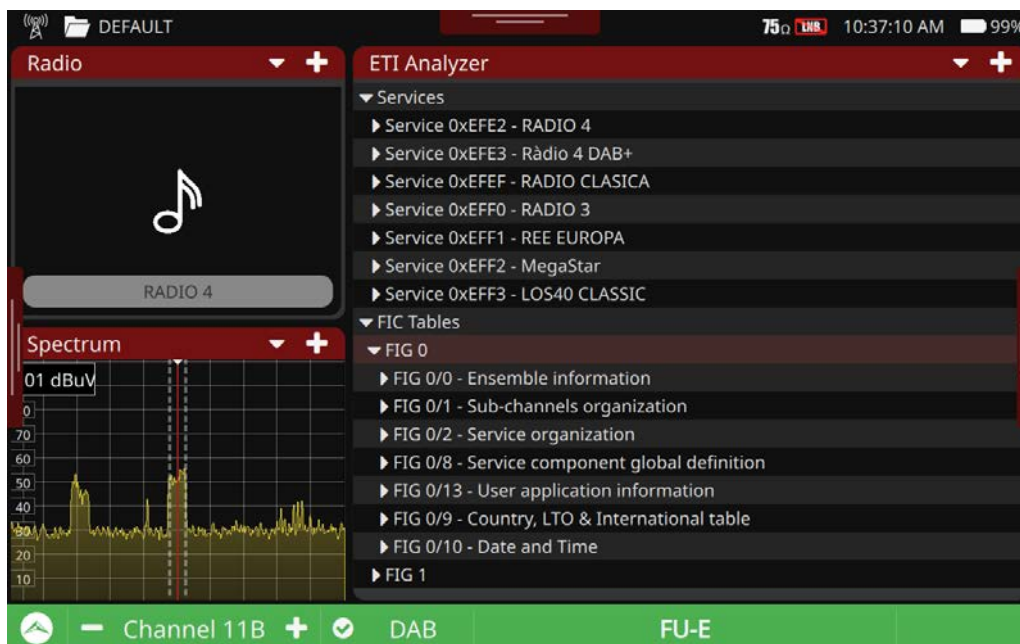 DEFAULT
75Ω LNB 10:37:10 AM 99%
Radio
RADIO 4
Spectrum
01 dBuV
0
70
60
50
40
30
20
10
ETI Analyzer
Services
Service 0xEFE2 - RADIO 4
Service 0xEFE3 - Ràdio 4 DAB+
Service 0xEFEF - RADIO CLASICA
Service 0xEFF0 - RADIO 3
Service 0xEFF1 - REE EUROPA
Service 0xEFF2 - MegaStar
Service 0xEFF3 - LOS40 CLASSIC
FIC Tables
FIG 0
FIG 0/0 - Ensemble information
FIG 0/1 - Sub-channels organization
FIG 0/2 - Service organization
FIG 0/8 - Service component global definition
FIG 0/13 - User application information
FIG 0/9 - Country, LTO & International table
FIG 0/10 - Date and Time
FIG 1
Channel 11B DAB FU-E